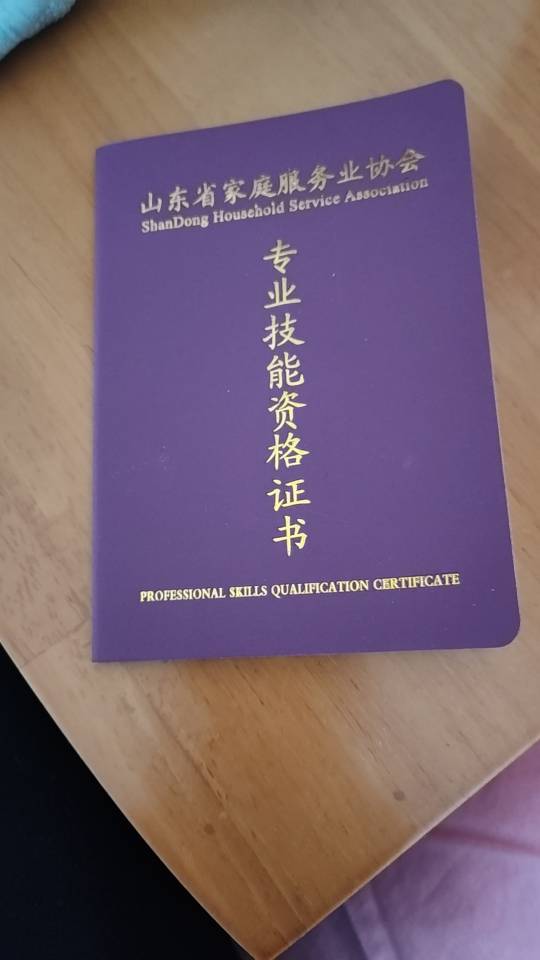 山东省家庭服务业协会
ShanDong Household Service Association
专业技能资格证书
PROFESSIONAL SKILLS QUALIFICATION CERTIFICATE